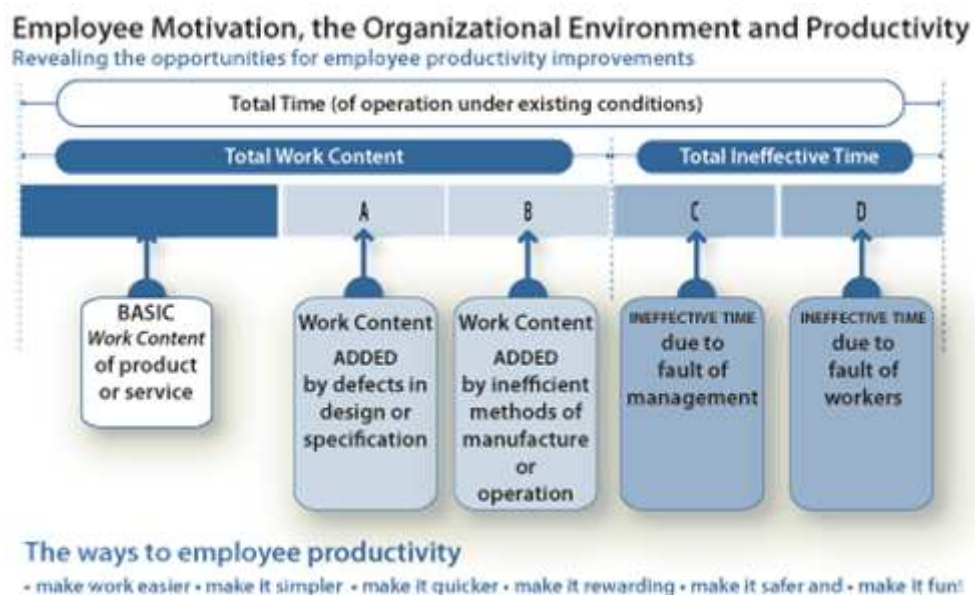 Employee Motivation, the Organizational Environment and Productivity
Revealing the opportunities for employee productivity improvements
Total Time (of operation under existing conditions)
Total Work Content
Total Ineffective Time
A
B
C
D
BASIC
Work Content
of product
or service
Work Content
ADDED
by defects in
design or
specification
Work Content
ADDED
by inefficient
methods of
manufacture
or
operation
INEFFECTIVE TIME
due to
fault of
management
INEFFECTIVE TIME
due to
fault of
workers
The ways to employee productivity
• make work easier • make it simpler • make it quicker • make it rewarding • make it safer and • make it fun!